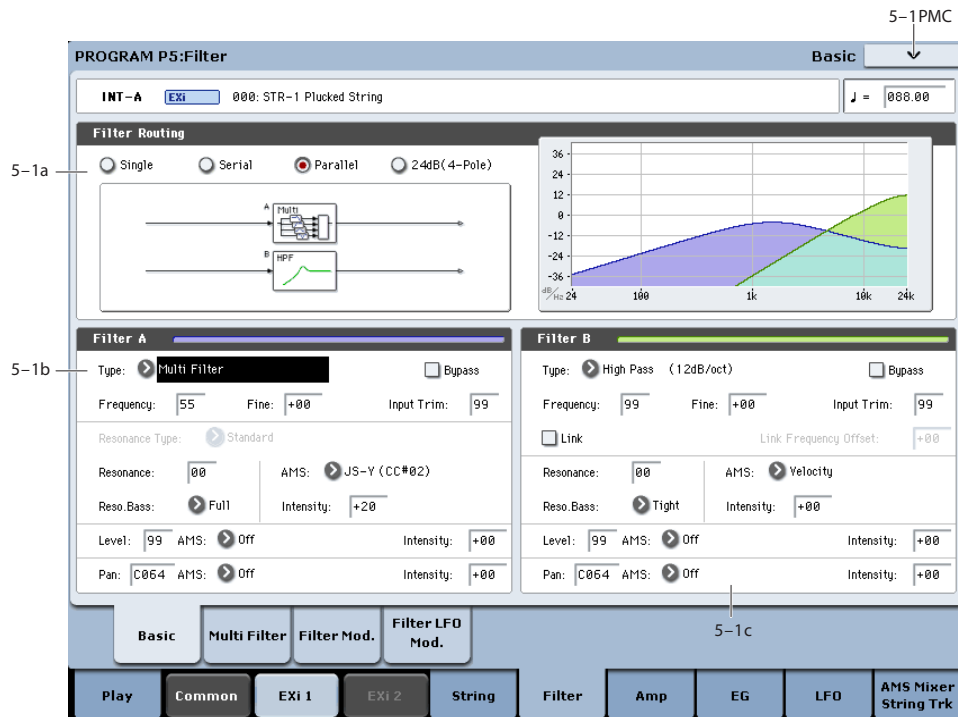 5-1PMC
PROGRAM P5:Filter
Basic
INT-A EXi 000: STR-1 Plucked String
♩ = 088.00
Filter Routing
5-1a
Single Serial Parallel 24dB(4-Pole)
A Multi
B HPF
36
24
12
0
-12
-24
-36
dB/Hz 24 100 1k 10k 24k
Filter A
5-1b
Type: Multi Filter Bypass
Frequency: 55 Fine: +00 Input Trim: 99
Resonance Type: Standard
Resonance: 00 AMS: JS-Y (CC#02)
Reso.Bass: Full Intensity: +20
Level: 99 AMS: Off Intensity: +00
Pan: C064 AMS: Off Intensity: +00
Filter B
Type: High Pass (12dB/oct) Bypass
Frequency: 99 Fine: +00 Input Trim: 99
Link Link Frequency Offset: +00
Resonance: 00 AMS: Velocity
Reso.Bass: Tight Intensity: +00
Level: 99 AMS: Off Intensity: +00
Pan: C064 AMS: Off Intensity: +00
5-1c
Basic
Multi Filter
Filter Mod.
Filter LFO
Mod.
Play
Common
EXi 1
EXi 2
String
Filter
Amp
EG
LFO
AMS Mixer
String Trk